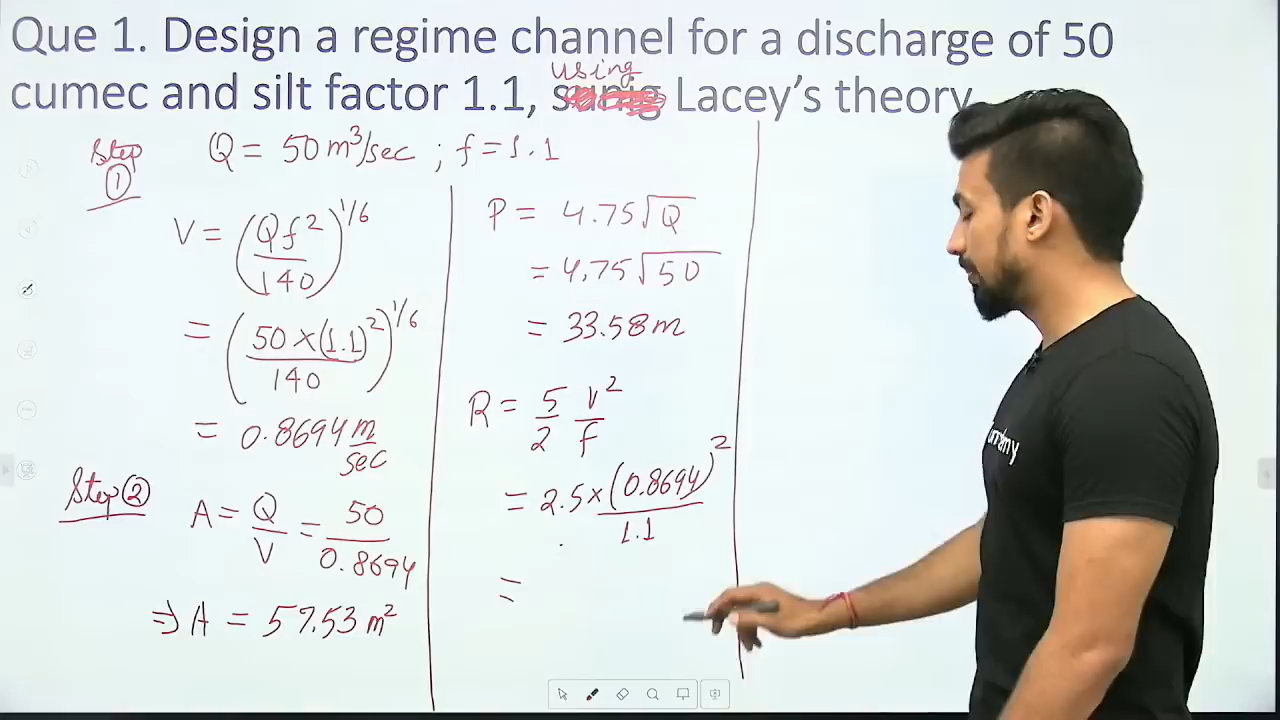 Que 1. Design a regime channel for a discharge of 50
cumec and silt factor 1.1, using Lacey's theory
Step
①
Q = 50 m³/sec ; f = 1.1
V = (Qf²/140)^1/6
= (50 × (1.1)²/140)^1/6
= 0.8694 m/sec
Step ②
A = Q/V = 50/0.8694
⇒ A = 57.53 m²
P = 4.75√Q
= 4.75√50
= 33.58 m
R = 5/2 V²/f
= 2.5 × (0.8694)²/1.1
=